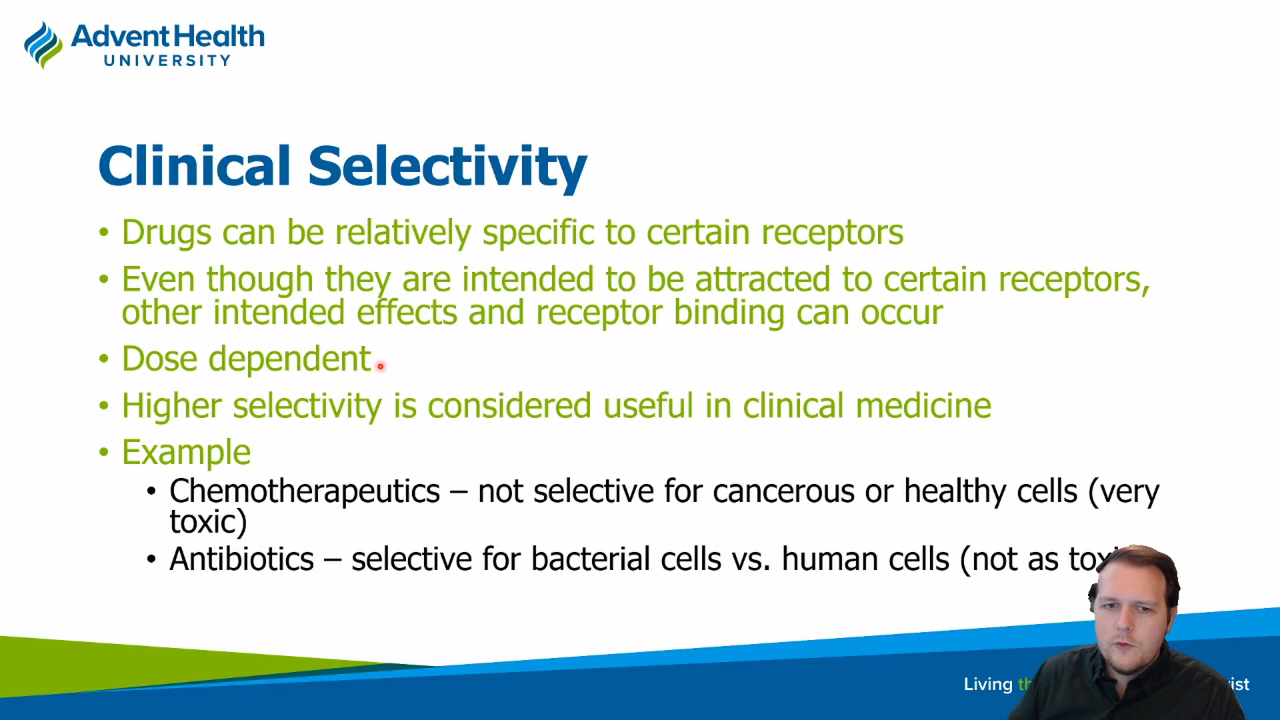 Advent Health
UNIVERSITY
Clinical Selectivity
• Drugs can be relatively specific to certain receptors
• Even though they are intended to be attracted to certain receptors,
other intended effects and receptor binding can occur
• Dose dependent
• Higher selectivity is considered useful in clinical medicine
• Example
• Chemotherapeutics – not selective for cancerous or healthy cells (very
toxic)
• Antibiotics – selective for bacterial cells vs. human cells (not as
Living